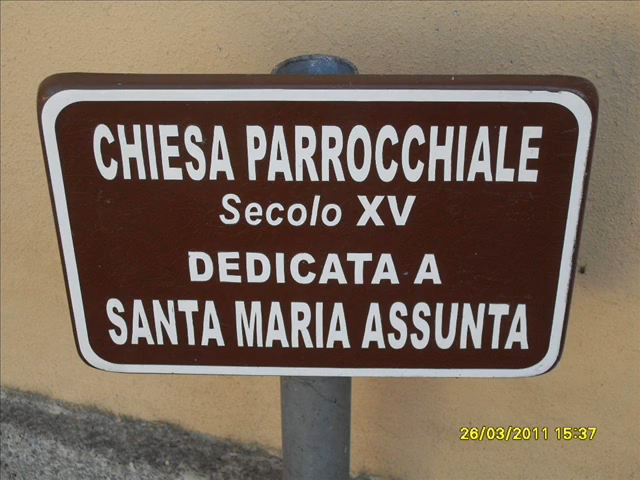 CHIESA PARROCCHIALE
Secolo XV
DEDICATA A
SANTA MARIA ASSUNTA
26/03/2011 15:37